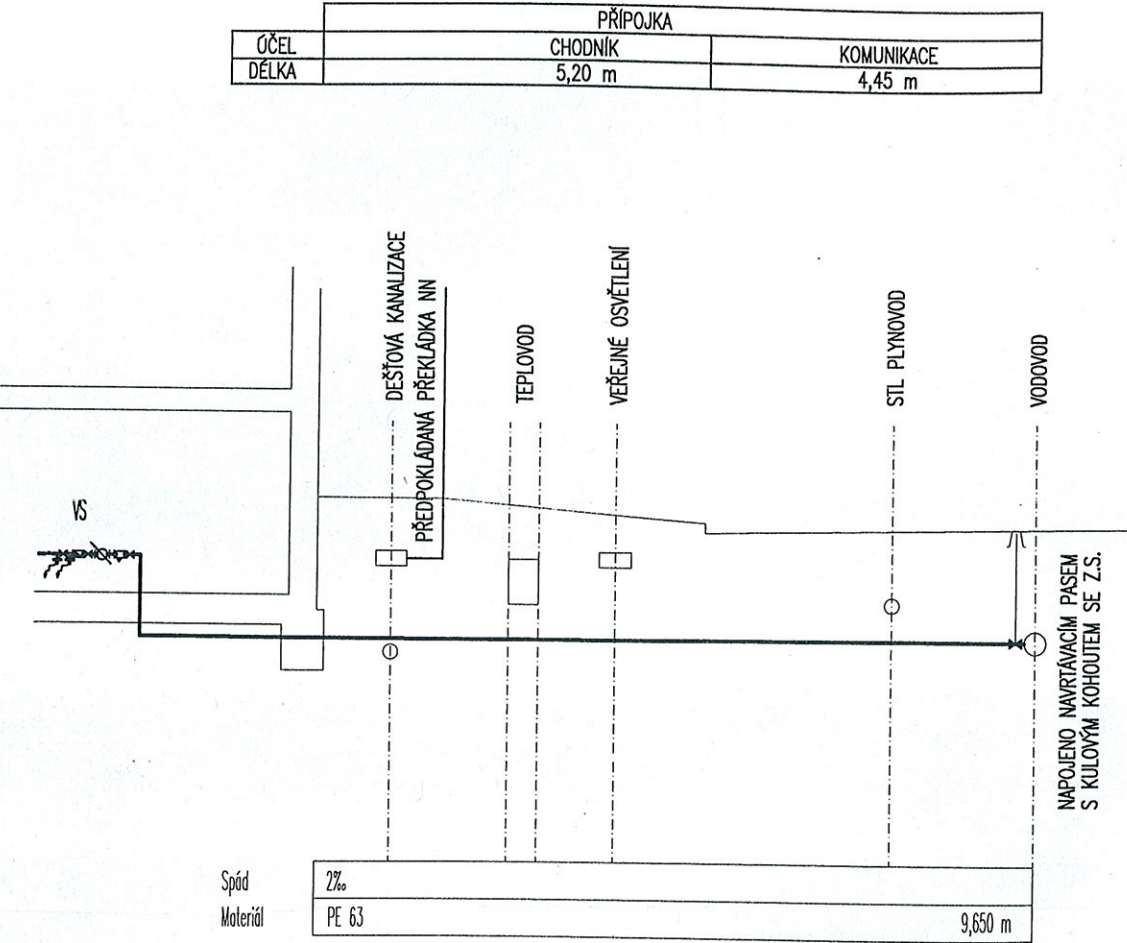 PŘÍPOJKA
ÚČEL CHODNÍK KOMUNIKACE
DÉLKA 5,20 m 4,45 m
DEŠŤOVÁ KANALIZACE
PŘEDPOKLÁDANÁ PŘEKLÁDKA NN
TEPLOVOD
VEŘEJNÉ OSVĚTLENÍ
STL PLYNOVOD
VODOVOD
VS
NAPOJENO NAVRTÁVACÍM PASEM
S KULOVÝM KOHOUTEM SE Z.S.
Spád 2‰
Materiál PE 63 9,650 m